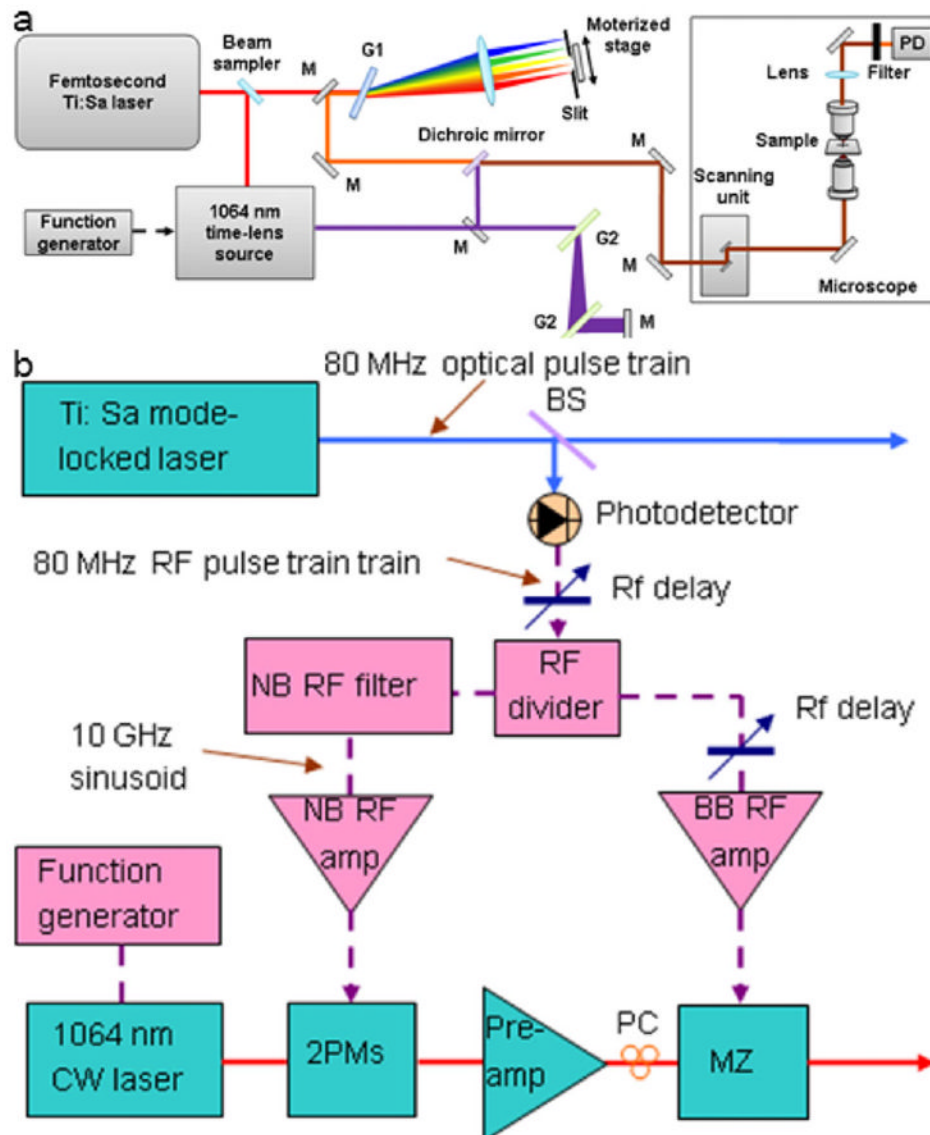 a
Femtosecond
Ti:Sa laser
Beam
sampler
M
G1
Moterized
stage
Slit
PD
Lens
Filter
Sample
Dichroic mirror
M
M
Scanning
unit
Function
generator
1064 nm
time-lens
source
M
G2
M
G2
M
Microscope
b
80 MHz optical pulse train
BS
Ti: Sa mode-
locked laser
Photodetector
80 MHz RF pulse train train
Rf delay
NB RF filter
RF
divider
Rf delay
10 GHz
sinusoid
NB RF
amp
BB RF
amp
Function
generator
1064 nm
CW laser
2PMs
Pre-
amp
PC
MZ